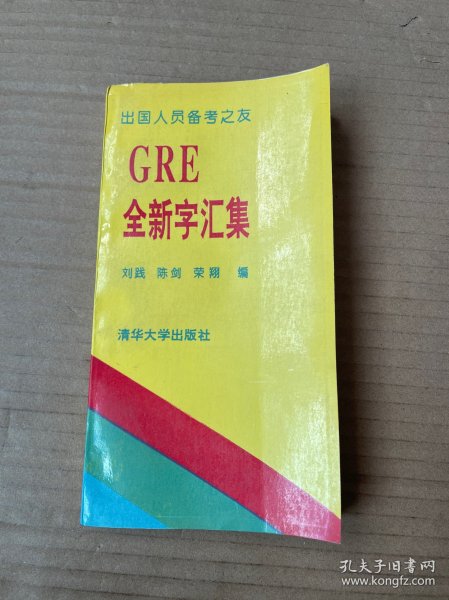 出国人员备考之友
GRE
全新字汇集
刘践 陈剑 荣翔 编
清华大学出版社
孔夫子旧书网
www.kongfz.com